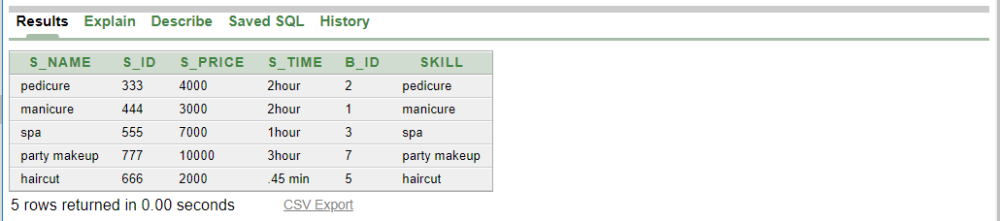 Results Explain Describe Saved SQL History
S_NAME S_ID S_PRICE S_TIME B_ID SKILL
pedicure 333 4000 2hour 2 pedicure
manicure 444 3000 2hour 1 manicure
spa 555 7000 1hour 3 spa
party makeup 777 10000 3hour 7 party makeup
haircut 666 2000 .45 min 5 haircut
5 rows returned in 0.00 seconds CSV Export